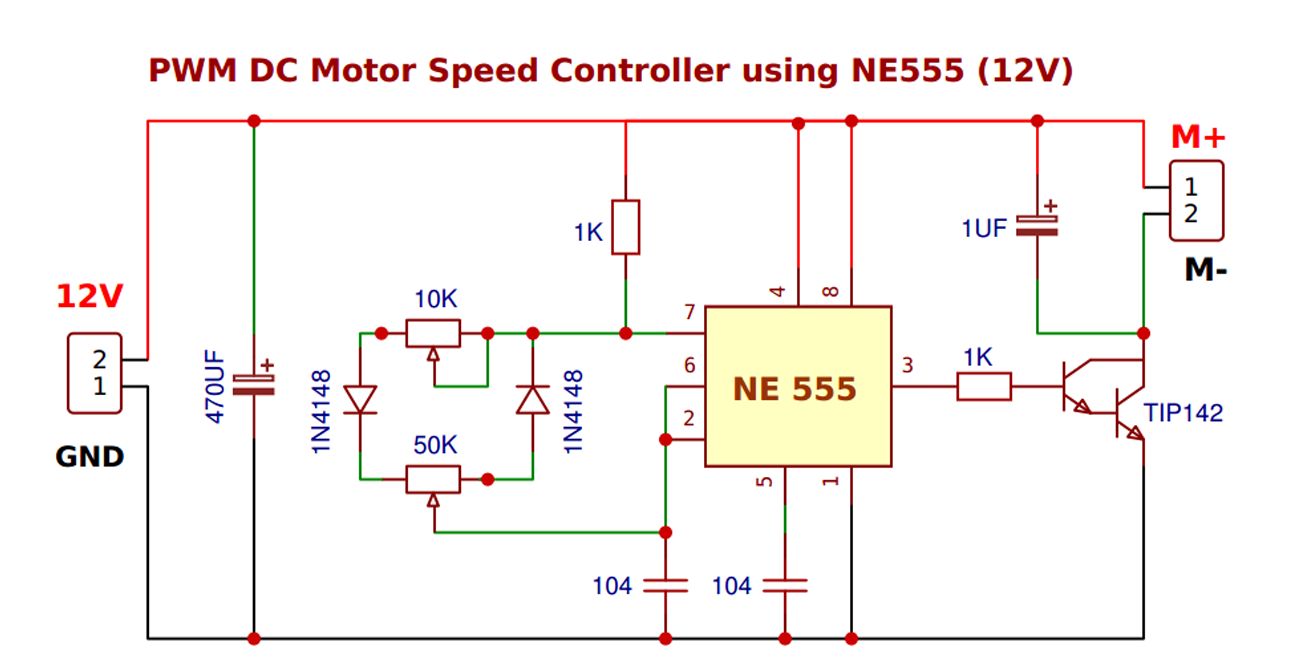 PWM DC Motor Speed Controller using NE555 (12V)
M+
1
2
M-
1K
1UF
+
12V
2
1
GND
470UF
+
10K
1N4148
1N4148
50K
4
8
7
6
2
3
5
1
NE 555
1K
TIP142
104
104